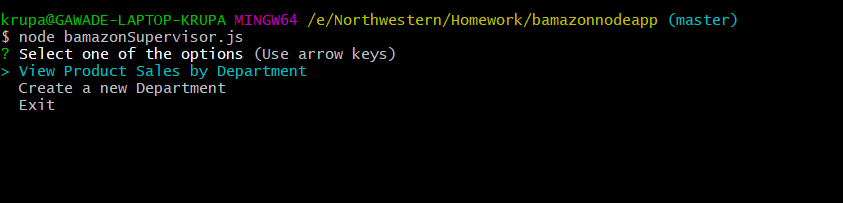 krupa@GAWADE-LAPTOP-KRUPA MINGW64 /e/Northwestern/Homework/bamazonnodeapp (master)
$ node bamazonSupervisor.js
? Select one of the options (Use arrow keys)
> View Product Sales by Department
  Create a new Department
  Exit